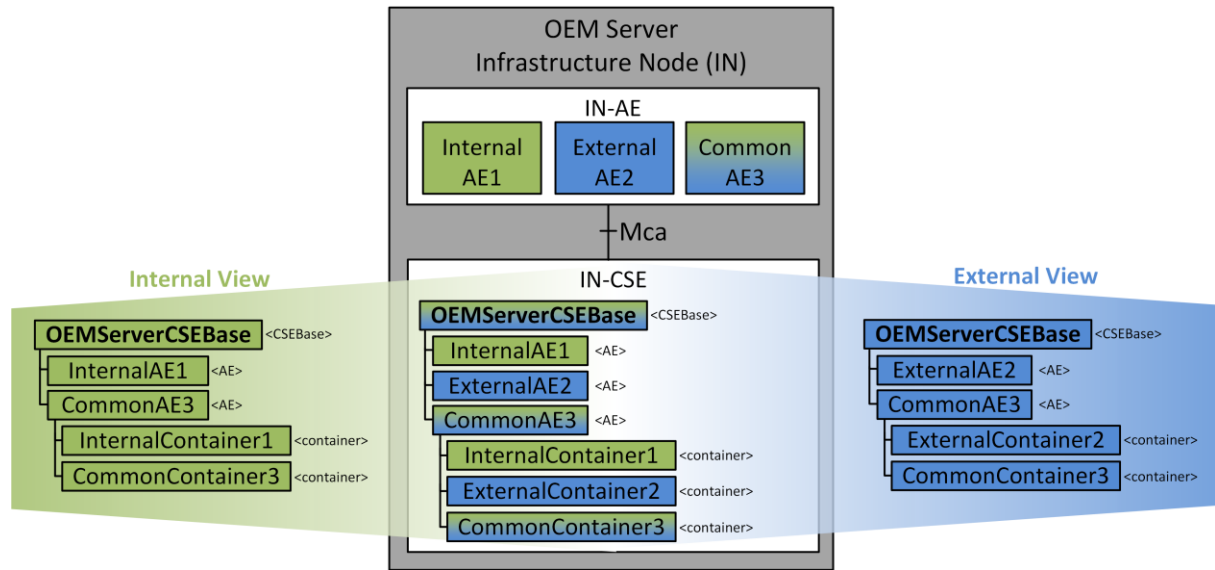 OEM Server
Infrastructure Node (IN)
IN-AE
Internal
AE1
External
AE2
Common
AE3
Mca
Internal View
OEMServerCSEBase <CSEBase>
InternalAE1 <AE>
CommonAE3 <AE>
InternalContainer1 <container>
CommonContainer3 <container>
IN-CSE
OEMServerCSEBase <CSEBase>
InternalAE1 <AE>
ExternalAE2 <AE>
CommonAE3 <AE>
InternalContainer1 <container>
ExternalContainer2 <container>
CommonContainer3 <container>
External View
OEMServerCSEBase <CSEBase>
ExternalAE2 <AE>
CommonAE3 <AE>
ExternalContainer2 <container>
CommonContainer3 <container>